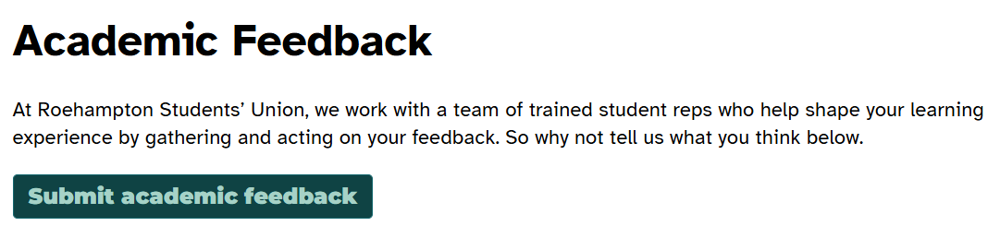 Academic Feedback
At Roehampton Students’ Union, we work with a team of trained student reps who help shape your learning
experience by gathering and acting on your feedback. So why not tell us what you think below.
Submit academic feedback